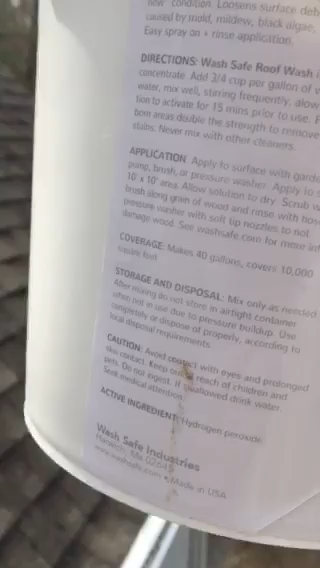 new condition. Loosens surface deb
caused by mold, mildew, black algae,
Easy spray on + rinse application.
DIRECTIONS: Wash Safe Roof Wash i
concentrate. Add 3/4 cup per gallon of w
water, mix well, stirring frequently, allow
tion to activate for 15 mins prior to use. F
born areas double the strength to remove
stains. Never mix with other cleaners.
APPLICATION Apply to surface with garde
pump, brush, or pressure washer. Apply to s
10' x 10' area. Allow solution to dry. Scrub w
brush along grain of wood and rinse with hos
pressure washer with soft tip nozzles to not
damage wood. See washsafe.com for more inf
COVERAGE: Makes 40 gallons, covers 10,000
square feet
STORAGE AND DISPOSAL: Mix only as needed
After mixing do not store in airtight container
when not in use due to pressure buildup. Use
completely or dispose of properly, according to
local disposal requirements.
CAUTION: Avoid contact with eyes and prolonged
skin contact. Keep out of reach of children and
pets. Do not ingest. If swallowed drink water.
Seek medical attention.
ACTIVE INGREDIENT: Hydrogen peroxide
Wash Safe Industries
Harwich, Ma 02645
www.washsafe.com • Made in USA